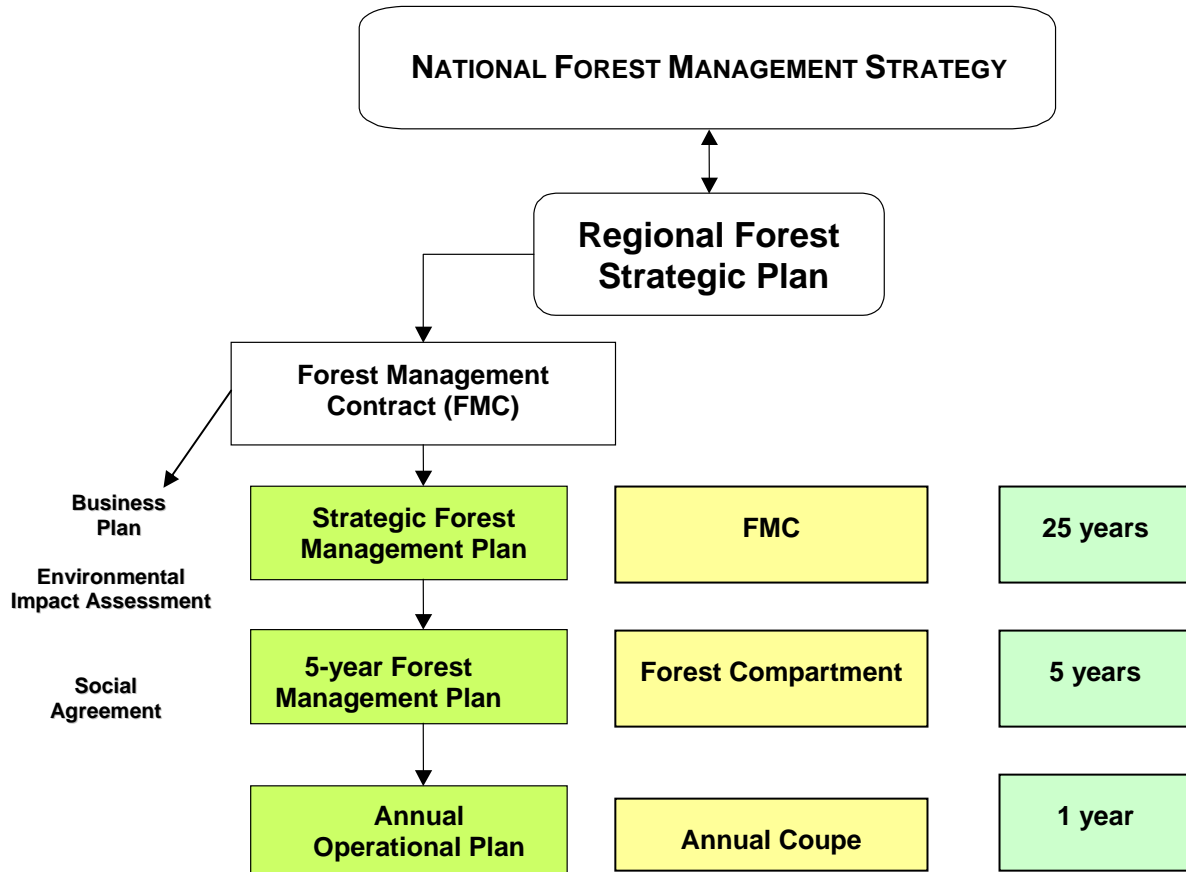 NATIONAL FOREST MANAGEMENT STRATEGY
Regional Forest
Strategic Plan
Forest Management
Contract (FMC)
Business
Plan
Strategic Forest
Management Plan
FMC
25 years
Environmental
Impact Assessment
5-year Forest
Management Plan
Forest Compartment
5 years
Social
Agreement
Annual
Operational Plan
Annual Coupe
1 year